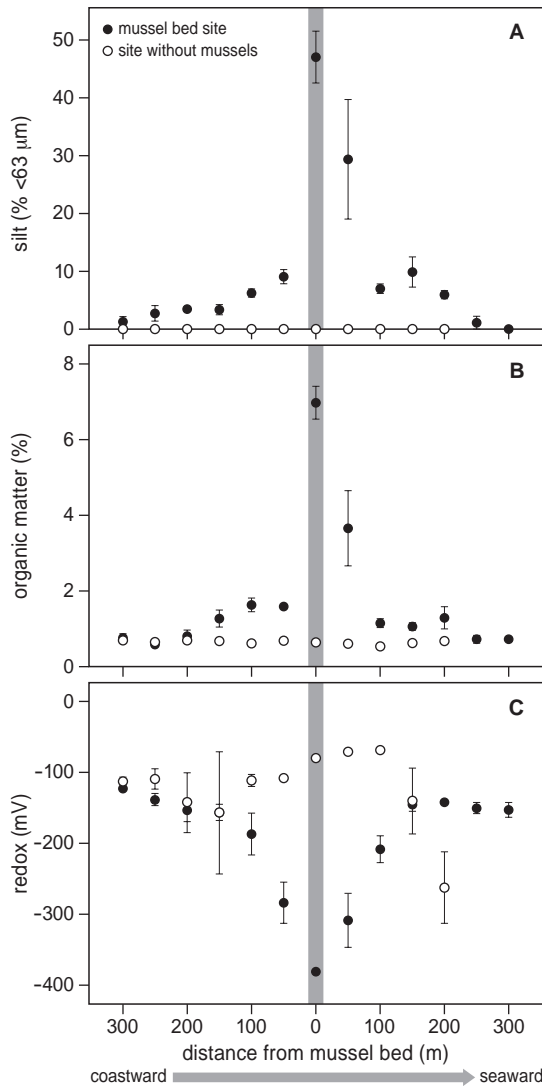 50
40
30
20
10
0
silt (% <63 µm)
mussel bed site
site without mussels
A
8
6
4
2
0
organic matter (%)
B
0
-100
-200
-300
-400
redox (mV)
C
300 200 100 0 100 200 300
distance from mussel bed (m)
coastward seaward